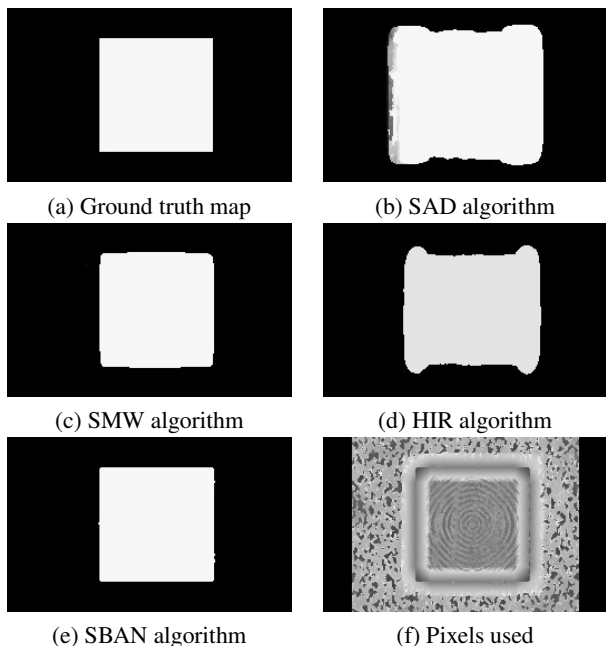 (a) Ground truth map
(b) SAD algorithm
(c) SMW algorithm
(d) HIR algorithm
(e) SBAN algorithm
(f) Pixels used